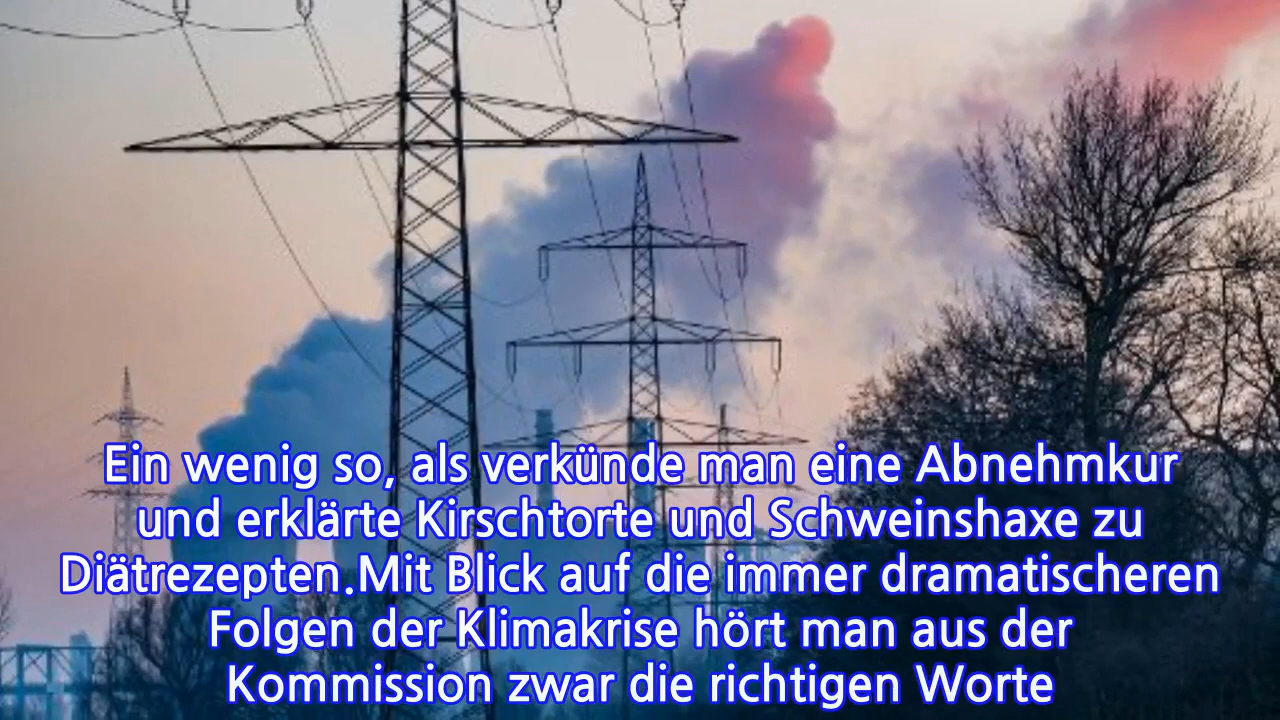 Ein wenig so, als verkünde man eine Abnehmkur
und erklärte Kirschtorte und Schweinshaxe zu
Diätrezepten.Mit Blick auf die immer dramatischeren
Folgen der Klimakrise hört man aus der
Kommission zwar die richtigen Worte